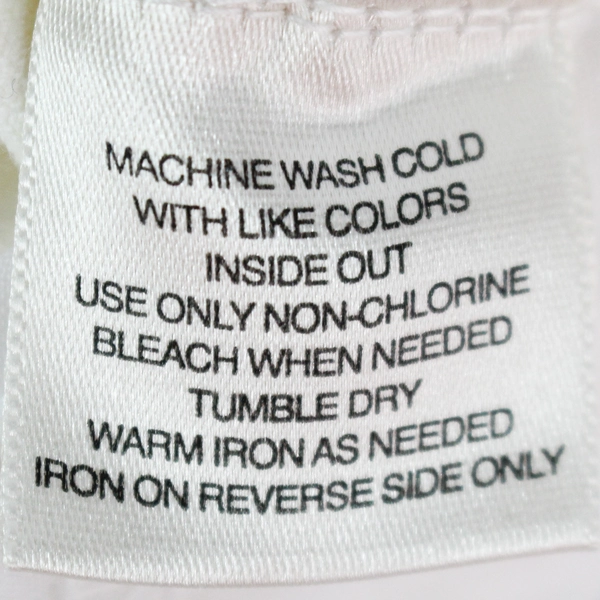 MACHINE WASH COLD
WITH LIKE COLORS
INSIDE OUT
USE ONLY NON-CHLORINE
BLEACH WHEN NEEDED
TUMBLE DRY
WARM IRON AS NEEDED
IRON ON REVERSE SIDE ONLY